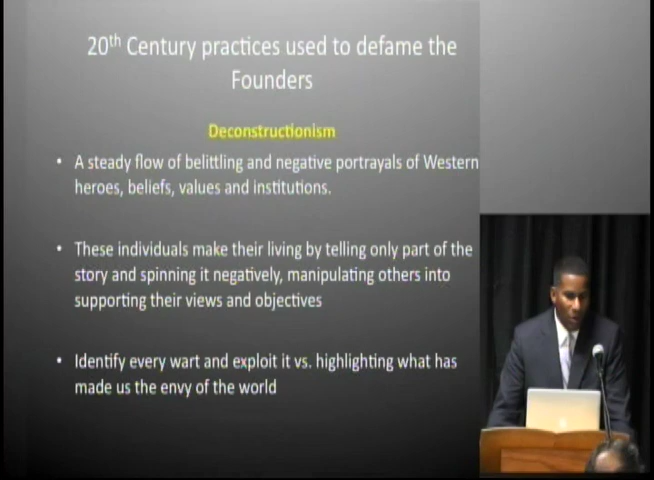 20th Century practices used to defame the
Founders
Deconstructionism
• A steady flow of belittling and negative portrayals of Western
heroes, beliefs, values and institutions.
• These individuals make their living by telling only part of the
story and spinning it negatively, manipulating others into
supporting their views and objectives
• Identify every wart and exploit it vs. highlighting what has
made us the envy of the world